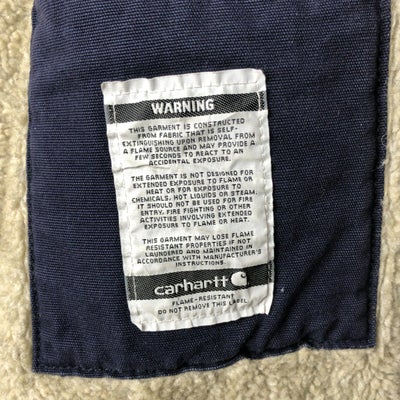 WARNING
THIS GARMENT IS CONSTRUCTED
FROM FABRIC THAT IS SELF-
EXTINGUISHING UPON REMOVAL FROM
A FLAME SOURCE AND MAY PROVIDE A
FEW SECONDS TO REACT TO AN
ACCIDENTAL EXPOSURE.
THE GARMENT IS NOT DESIGNED FOR
EXTENDED EXPOSURE TO FLAME OR
HEAT OR FOR EXPOSURE TO
CHEMICALS, HOT LIQUIDS OR STEAM.
IT SHOULD NOT BE USED FOR FIRE
ENTRY, FIRE FIGHTING OR OTHER
ACTIVITIES INVOLVING EXTENDED
EXPOSURE TO FLAME OR HEAT.
THIS GARMENT MAY LOSE FLAME
RESISTANT PROPERTIES IF NOT
LAUNDERED AND MAINTAINED IN
ACCORDANCE WITH MANUFACTURER'S
INSTRUCTIONS.
carhartt
FLAME-RESISTANT
DO NOT REMOVE THIS LABEL